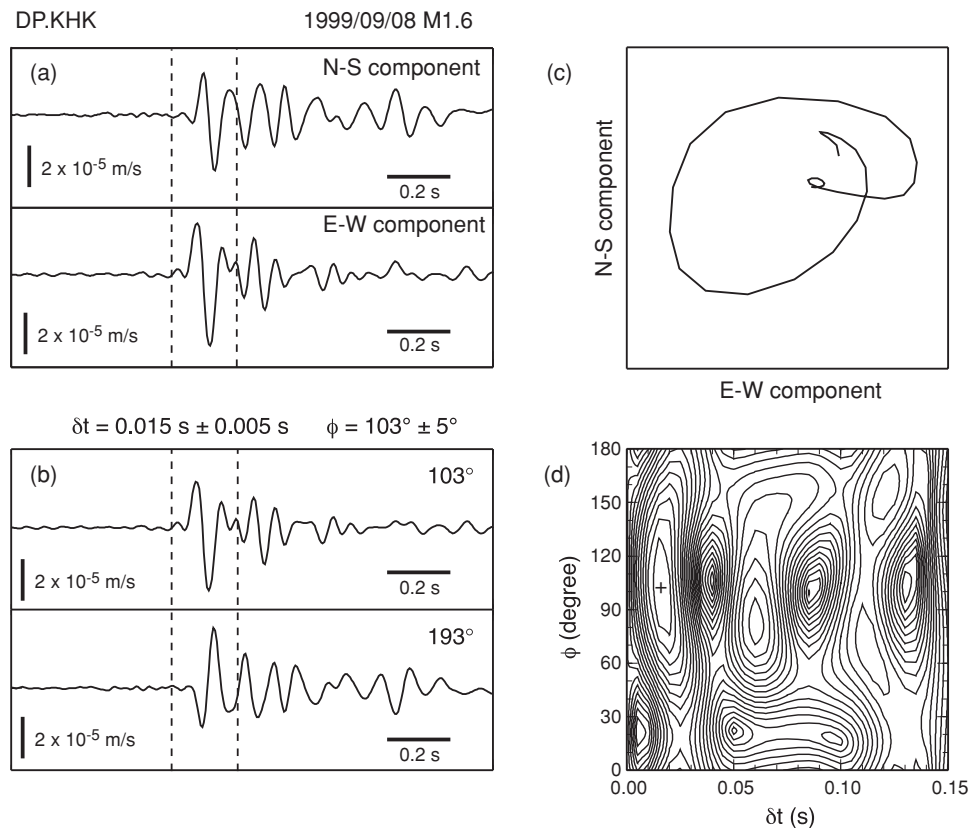 DP.KHK 1999/09/08 M1.6
(a) N-S component
2 x 10-5 m/s 0.2 s
E-W component
2 x 10-5 m/s 0.2 s
(c)
N-S component
E-W component
δt = 0.015 s ± 0.005 s φ = 103° ± 5°
(b) 103°
2 x 10-5 m/s 0.2 s
193°
2 x 10-5 m/s 0.2 s
(d)
180
150
120
90
60
30
0
φ (degree)
0.00 0.05 0.10 0.15
δt (s)